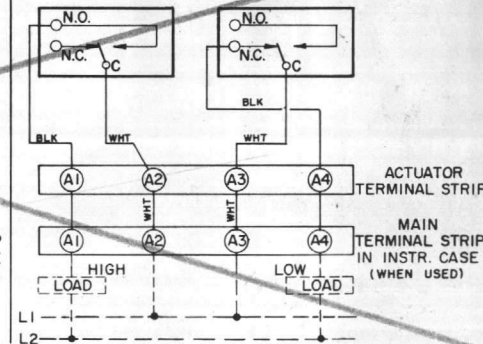 N.O. N.O.
N.C. N.C.
C C
BLK WHT WHT BLK
A1 A2 A3 A4 ACTUATOR
TERMINAL STRIP
WHT WHT
MAIN
A1 A2 A3 A4 TERMINAL STRIP
IN INSTR. CASE
HIGH LOW (WHEN USED)
LOAD LOAD
L1
L2